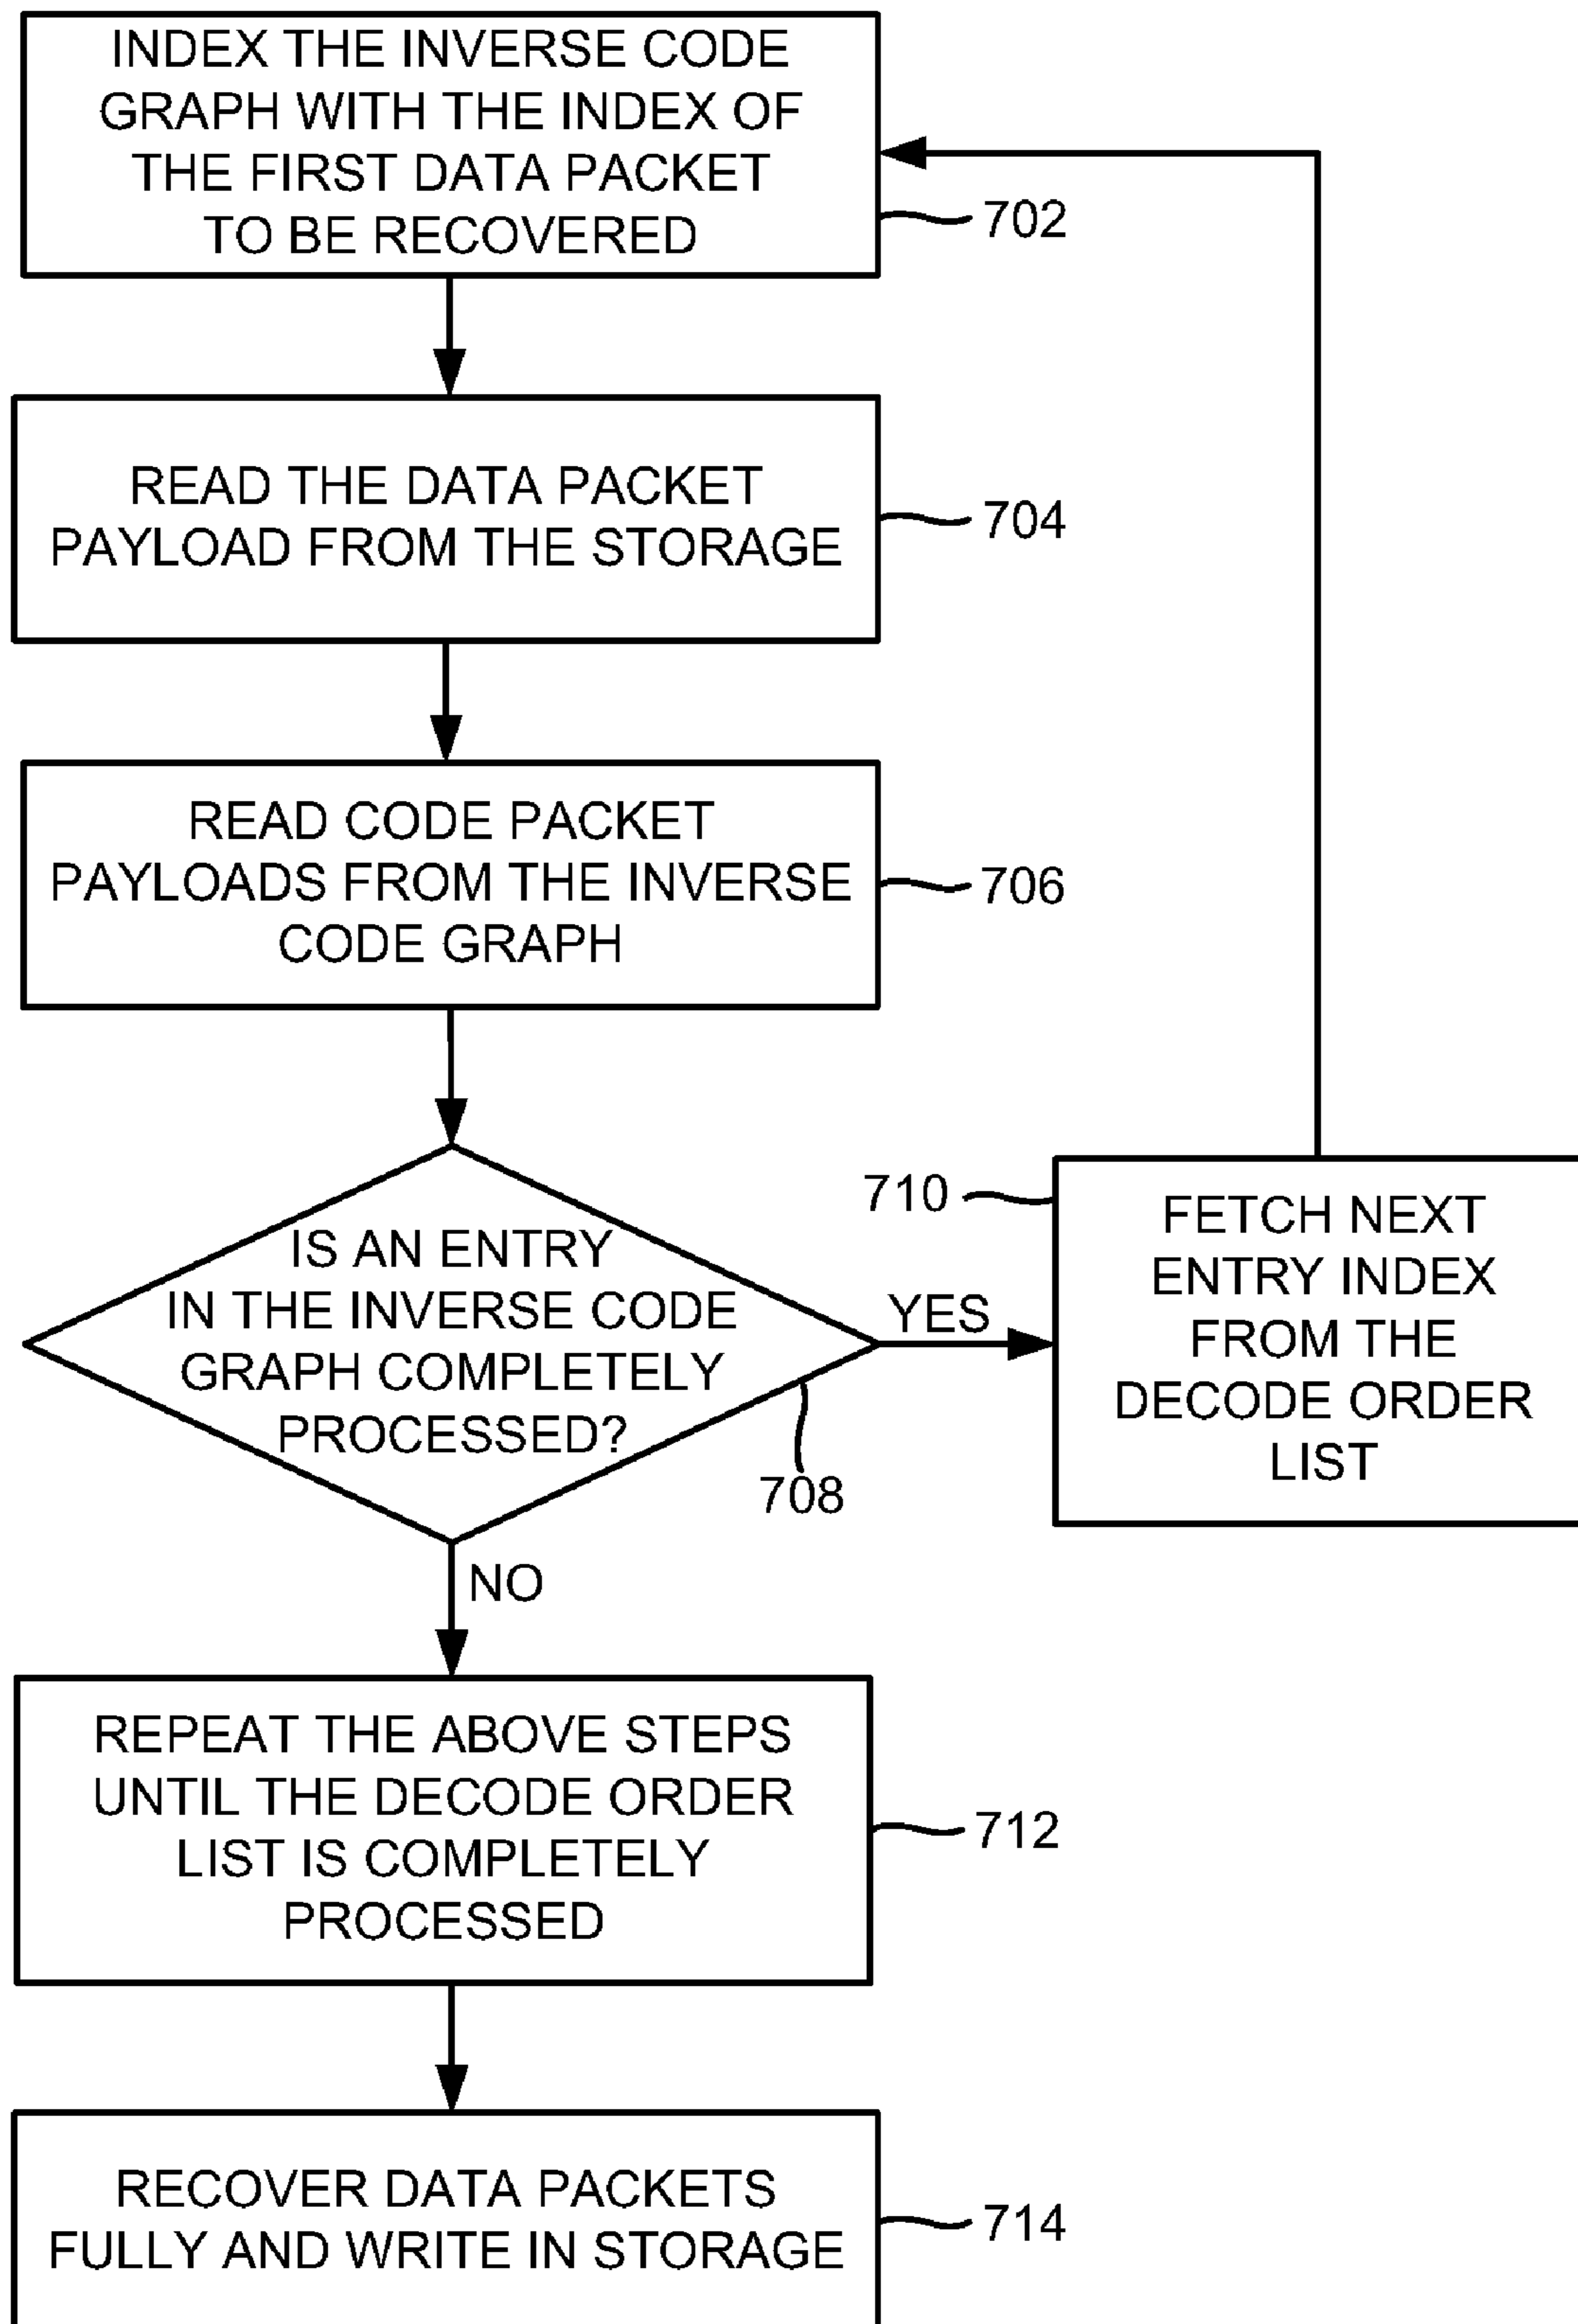 INDEX THE INVERSE CODE
GRAPH WITH THE INDEX OF
THE FIRST DATA PACKET
TO BE RECOVERED
702
READ THE DATA PACKET
PAYLOAD FROM THE STORAGE
704
READ CODE PACKET
PAYLOADS FROM THE INVERSE
CODE GRAPH
706
IS AN ENTRY
IN THE INVERSE CODE
GRAPH COMPLETELY
PROCESSED?
708
YES
710
FETCH NEXT
ENTRY INDEX
FROM THE
DECODE ORDER
LIST
NO
REPEAT THE ABOVE STEPS
UNTIL THE DECODE ORDER
LIST IS COMPLETELY
PROCESSED
712
RECOVER DATA PACKETS
FULLY AND WRITE IN STORAGE
714